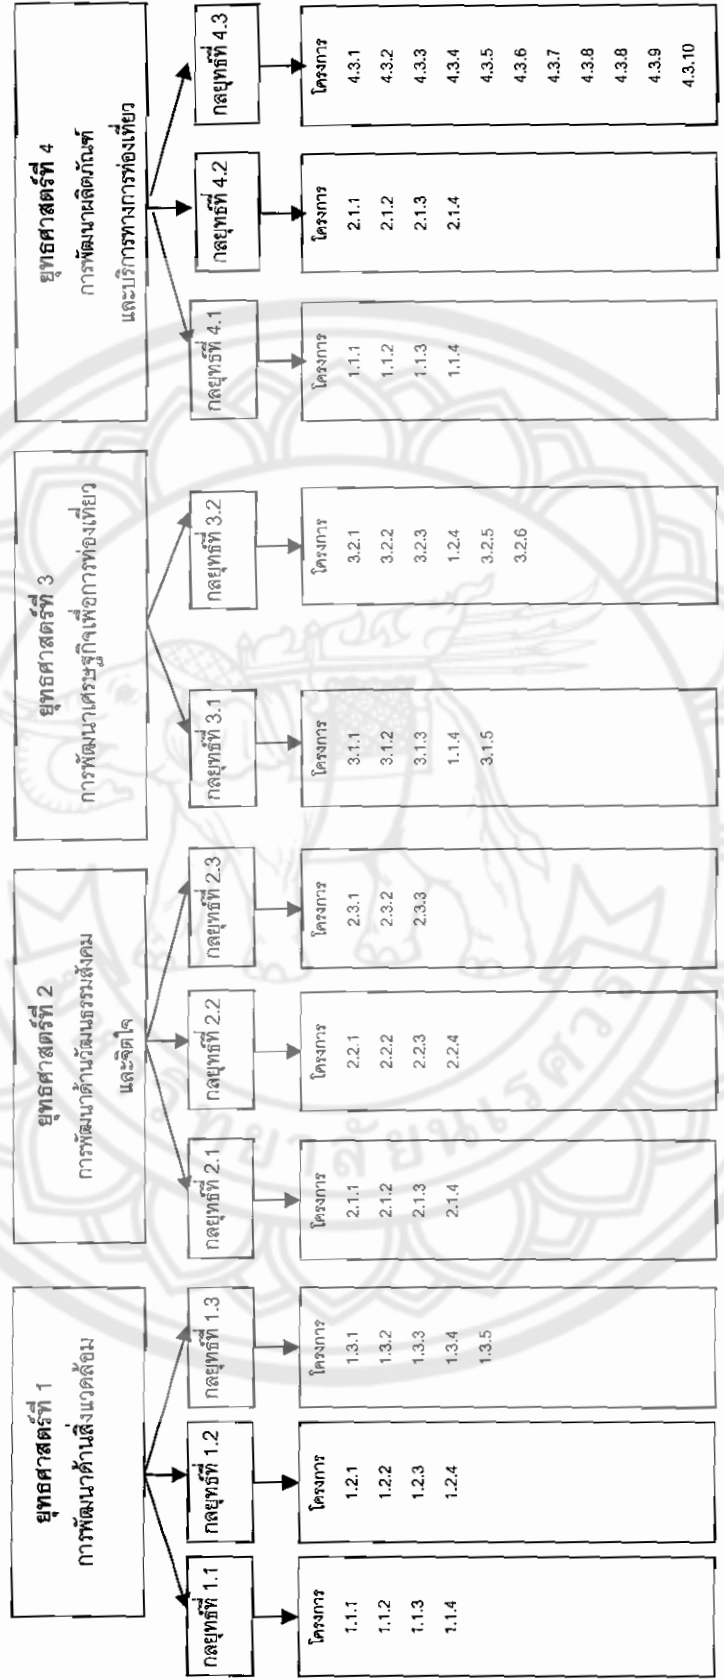 ยุทธศาสตร์ที่ 1
การพัฒนาด้านสิ่งแวดล้อม
กลยุทธ์ที่ 1.1
โครงการ
1.1.1
1.1.2
1.1.3
1.1.4
กลยุทธ์ที่ 1.2
โครงการ
1.2.1
1.2.2
1.2.3
1.2.4
กลยุทธ์ที่ 1.3
โครงการ
1.3.1
1.3.2
1.3.3
1.3.4
1.3.5
ยุทธศาสตร์ที่ 2
การพัฒนาด้านวัฒนธรรมสังคม
และจิตใจ
กลยุทธ์ที่ 2.1
โครงการ
2.1.1
2.1.2
2.1.3
2.1.4
กลยุทธ์ที่ 2.2
โครงการ
2.2.1
2.2.2
2.2.3
2.2.4
กลยุทธ์ที่ 2.3
โครงการ
2.3.1
2.3.2
2.3.3
ยุทธศาสตร์ที่ 3
การพัฒนาเศรษฐกิจเพื่อการท่องเที่ยว
กลยุทธ์ที่ 3.1
โครงการ
3.1.1
3.1.2
3.1.3
1.1.4
3.1.5
กลยุทธ์ที่ 3.2
โครงการ
3.2.1
3.2.2
3.2.3
1.2.4
3.2.5
3.2.6
ยุทธศาสตร์ที่ 4
การพัฒนาผลิตภัณฑ์
และบริการทางการท่องเที่ยว
กลยุทธ์ที่ 4.1
โครงการ
1.1.1
1.1.2
1.1.3
1.1.4
กลยุทธ์ที่ 4.2
โครงการ
2.1.1
2.1.2
2.1.3
2.1.4
กลยุทธ์ที่ 4.3
โครงการ
4.3.1
4.3.2
4.3.3
4.3.4
4.3.5
4.3.6
4.3.7
4.3.8
4.3.8
4.3.9
4.3.10